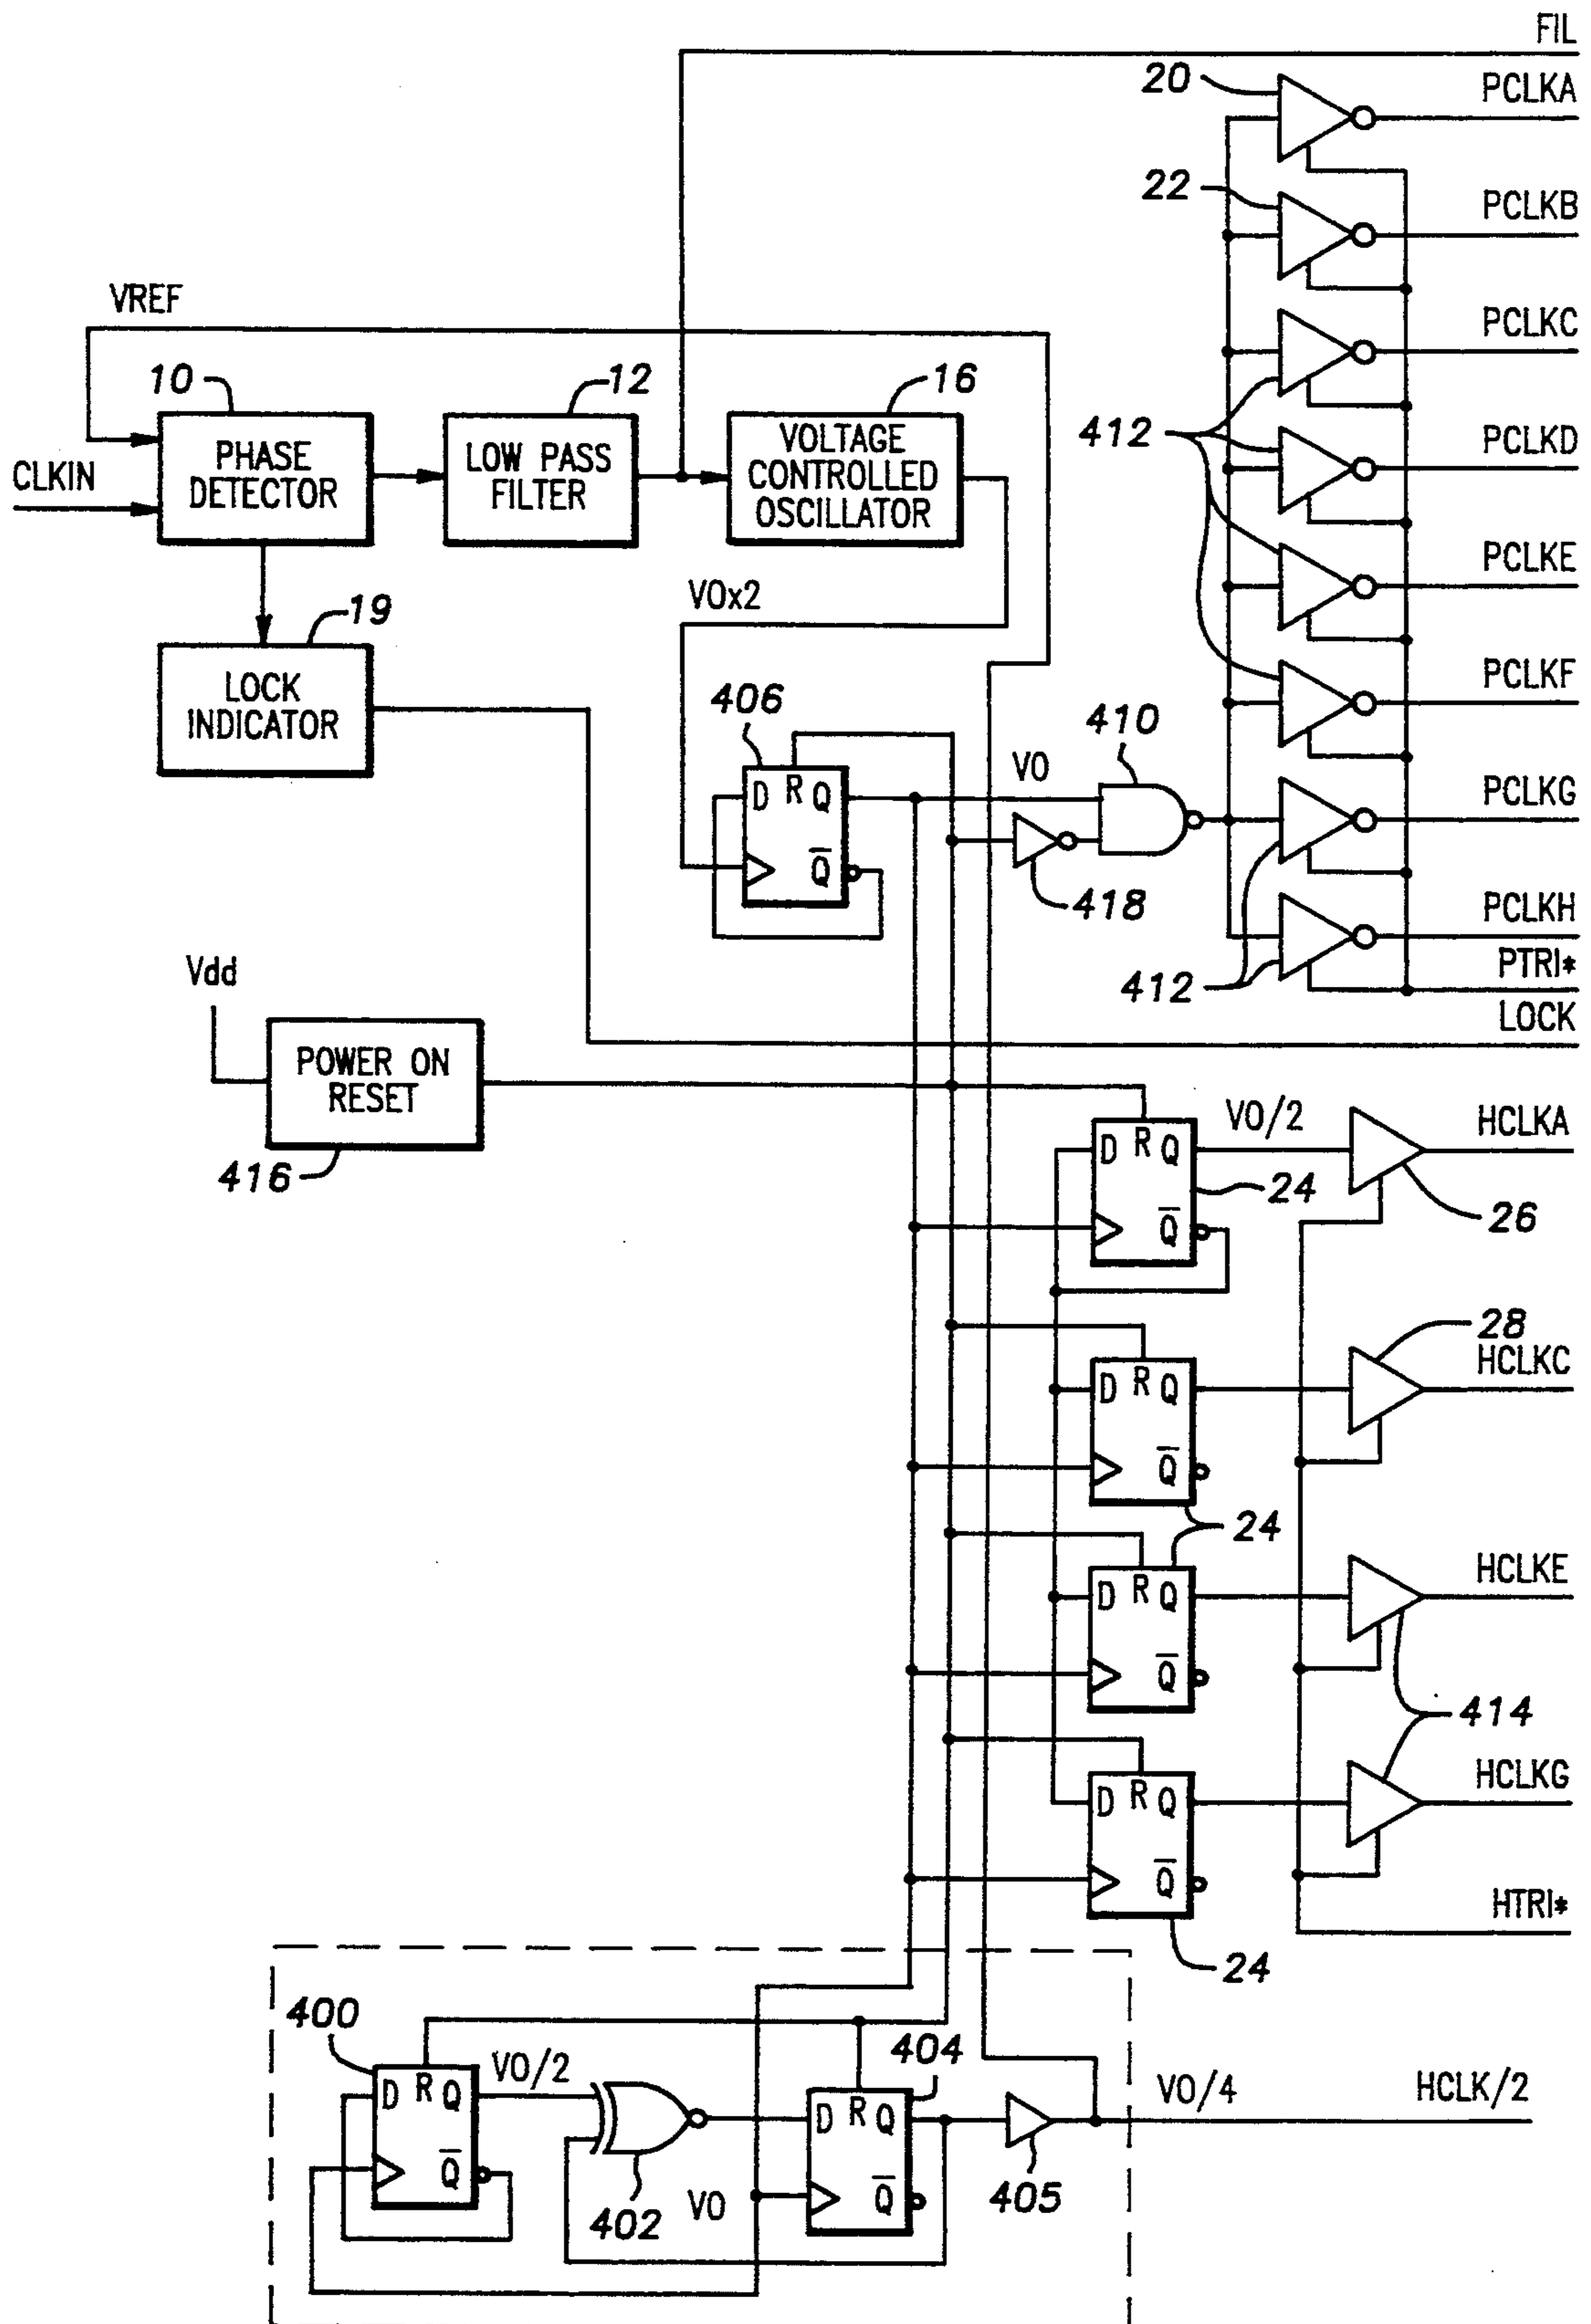 FIL
20
PCLKA
22
PCLKB
VREF
PCLKC
10
12
16
412
PCLKD
CLKIN
PHASE
DETECTOR
LOW PASS
FILTER
VOLTAGE
CONTROLLED
OSCILLATOR
PCLKE
VOx2
19
LOCK
INDICATOR
PCLKF
406
410
VO
D R Q
Q̅
PCLKG
418
PCLKH
412
PTRI*
Vdd
LOCK
POWER ON
RESET
416
VO/2
HCLKA
D R Q
Q̅
24
26
28
HCLKC
D R Q
Q̅
24
HCLKE
D R Q
Q̅
414
HCLKG
D R Q
Q̅
HTRI*
24
400
404
VO/2
D R Q
Q̅
D R Q
Q̅
VO/4
HCLK/2
402
VO
405